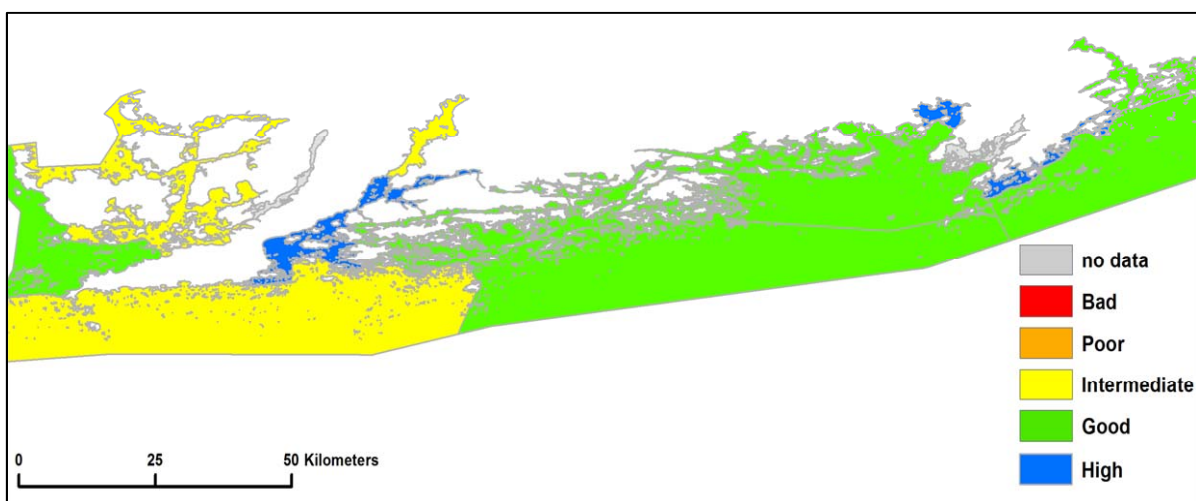 no data
Bad
Poor
Intermediate
Good
High
0 25 50 Kilometers